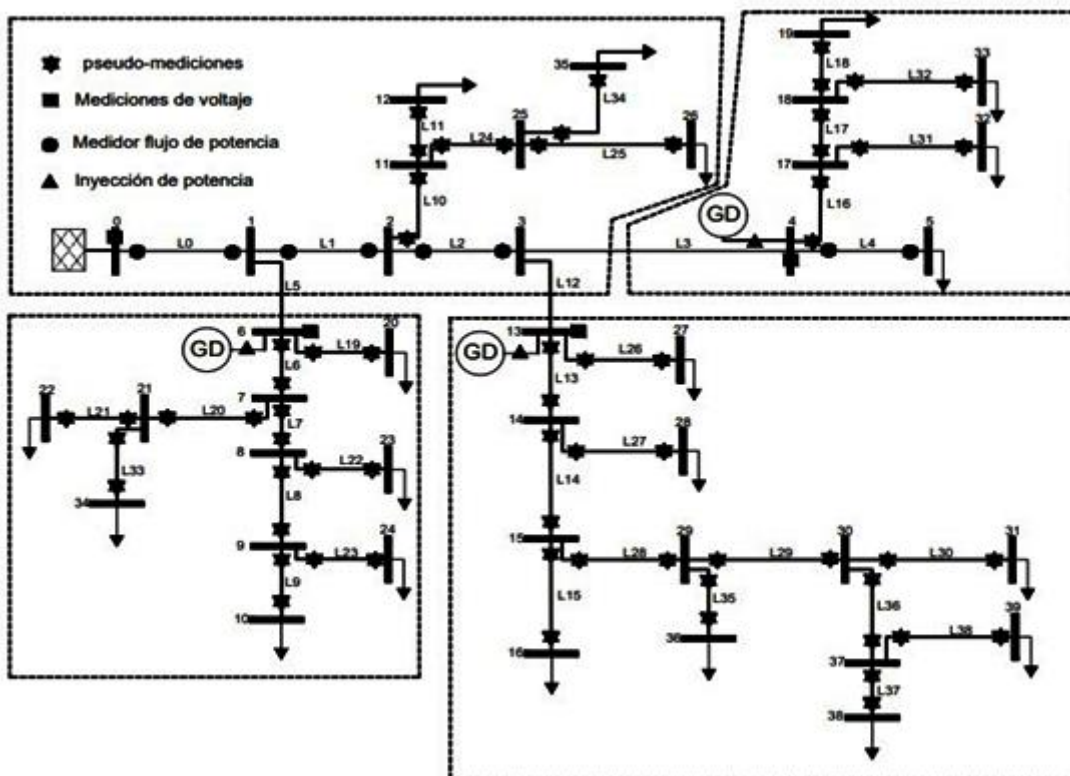 pseudo-mediciones
Mediciones de voltaje
Medidor flujo de potencia
Inyección de potencia
35
L34
12
L11
11
L24
25
L25
26
L10
19
L18
18
L32
33
L17
17
L31
32
L16
GD
0
L0
1
L1
2
L2
3
L3
4
L4
5
L5
L12
GD
6
L19
20
L6
22
L21
21
L20
7
L7
L33
34
8
L22
23
L8
9
L23
24
L9
10
GD
13
L26
27
L13
14
L27
28
L14
15
L28
29
L29
30
L30
31
L15
16
L35
36
L36
37
L38
39
L37
38